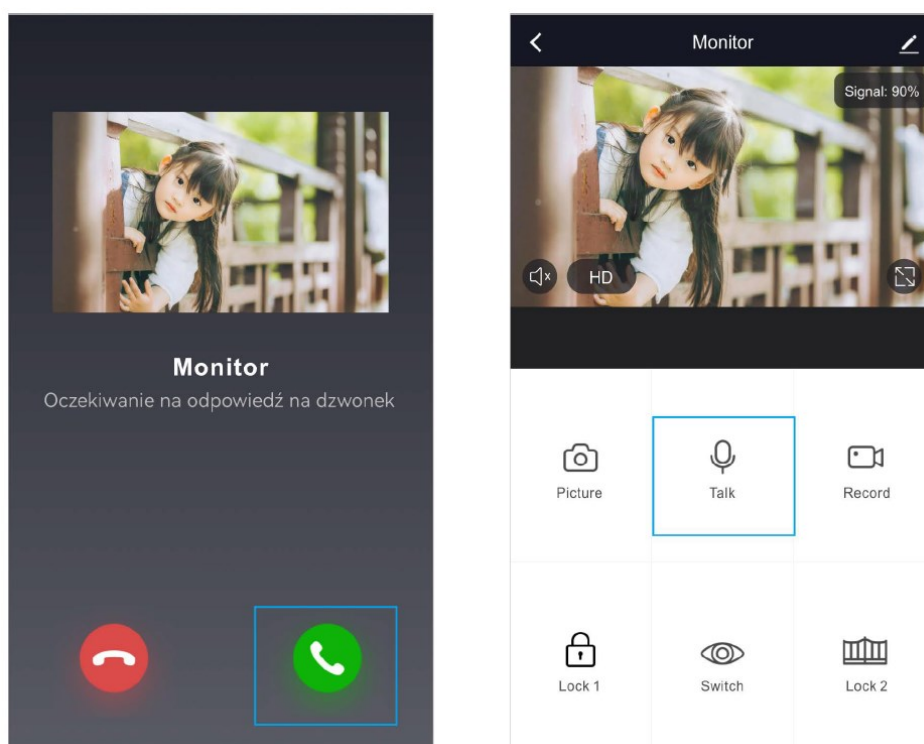 Monitor
Oczekiwanie na odpowiedź na dzwonek
Monitor
Signal: 90%
HD
Picture
Talk
Record
Lock 1
Switch
Lock 2